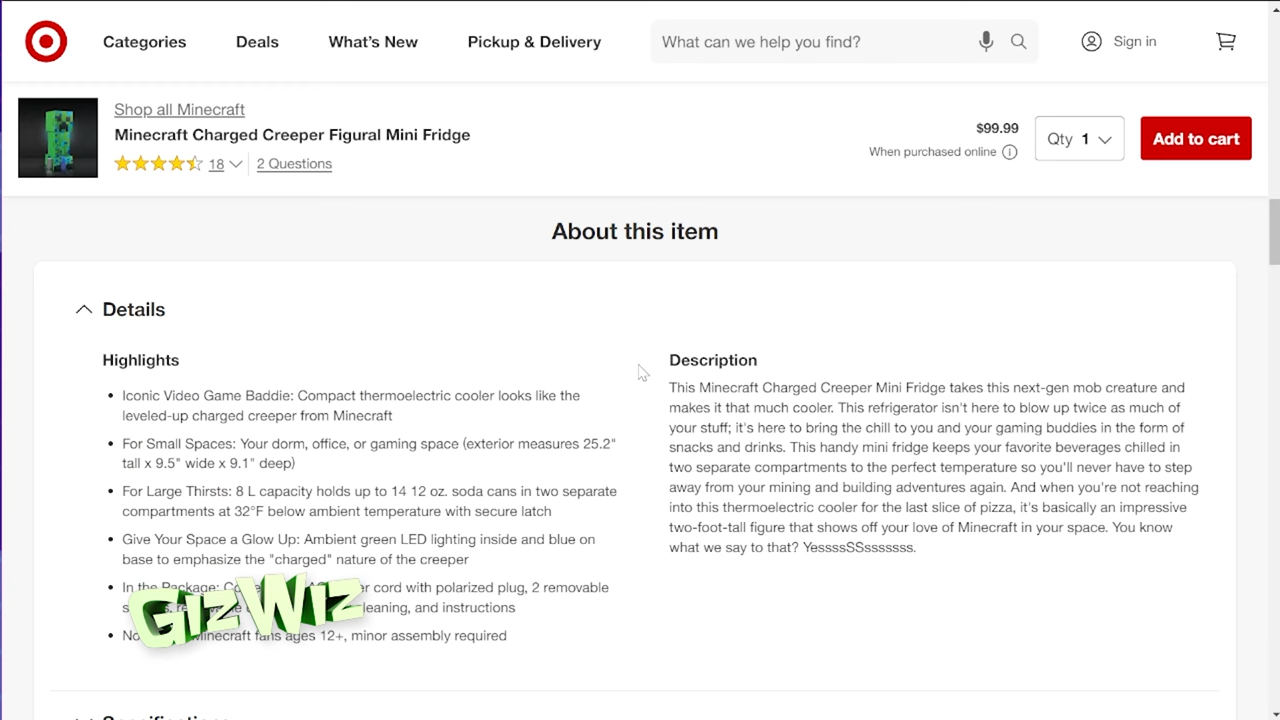 Categories
Deals
What's New
Pickup & Delivery
What can we help you find?
Sign in
Shop all Minecraft
Minecraft Charged Creeper Figural Mini Fridge
18
2 Questions
$99.99
When purchased online
Qty 1
Add to cart
About this item
Details
Highlights
Iconic Video Game Baddie: Compact thermoelectric cooler looks like the
leveled-up charged creeper from Minecraft
For Small Spaces: Your dorm, office, or gaming space (exterior measures 25.2"
tall x 9.5" wide x 9.1" deep)
For Large Thirsts: 8 L capacity holds up to 14 12 oz. soda cans in two separate
compartments at 32°F below ambient temperature with secure latch
Give Your Space a Glow Up: Ambient green LED lighting inside and blue on
base to emphasize the "charged" nature of the creeper
In the Package: cord with polarized plug, 2 removable
cleaning, and instructions
Minecraft fans ages 12+, minor assembly required
GizWiz
Description
This Minecraft Charged Creeper Mini Fridge takes this next-gen mob creature and
makes it that much cooler. This refrigerator isn't here to blow up twice as much of
your stuff; it's here to bring the chill to you and your gaming buddies in the form of
snacks and drinks. This handy mini fridge keeps your favorite beverages chilled in
two separate compartments to the perfect temperature so you'll never have to step
away from your mining and building adventures again. And when you're not reaching
into this thermoelectric cooler for the last slice of pizza, it's basically an impressive
two-foot-tall figure that shows off your love of Minecraft in your space. You know
what we say to that? YessssSSsssssss.